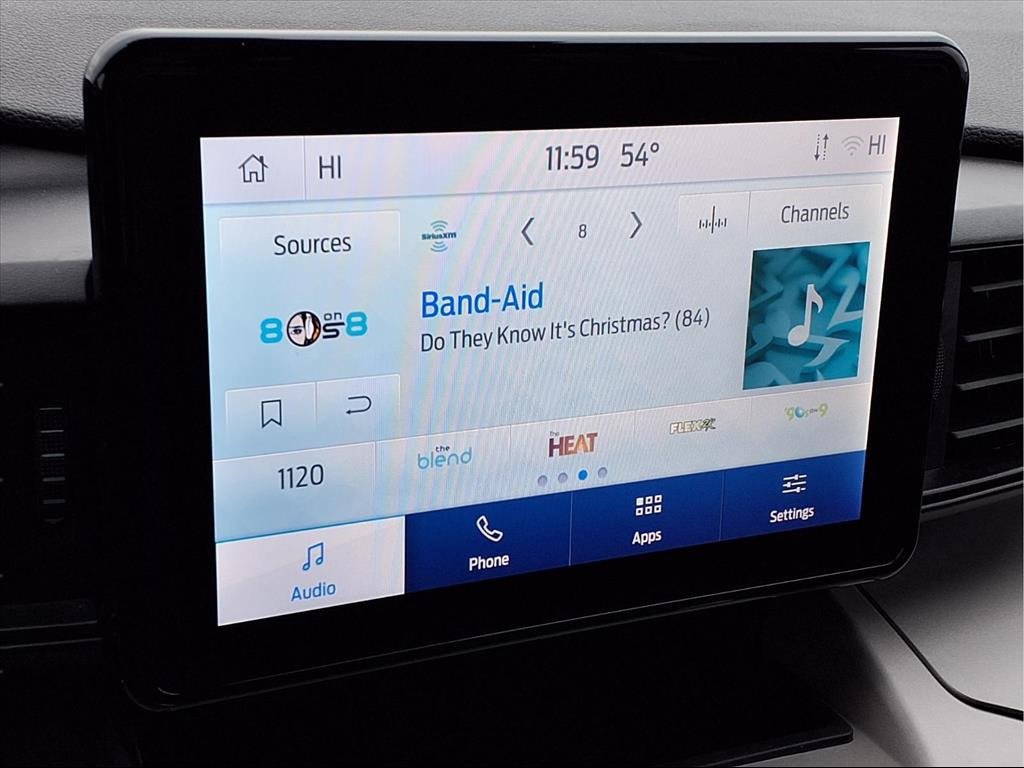 HI 11:59 54° HI
Sources SiriusXM 8 Channels
80s on 8
Band-Aid
Do They Know It's Christmas? (84)
1120 the blend The HEAT FLEX2K '90s on 9
Audio Phone Apps Settings